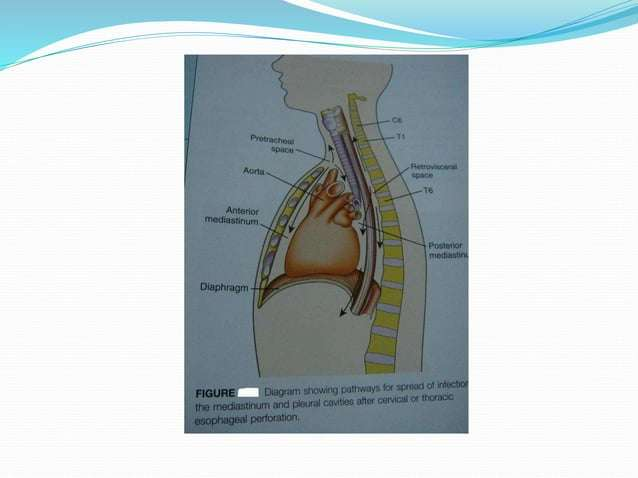 C6
T1
Pretracheal
space
Aorta
Retrovisceral
space
T6
Anterior
mediastinum
Posterior
Diaphragm
FIGURE Diagram showing pathways for spread of
the mediastinum and pleural cavities after cervical or thoracic
esophageal perforation.